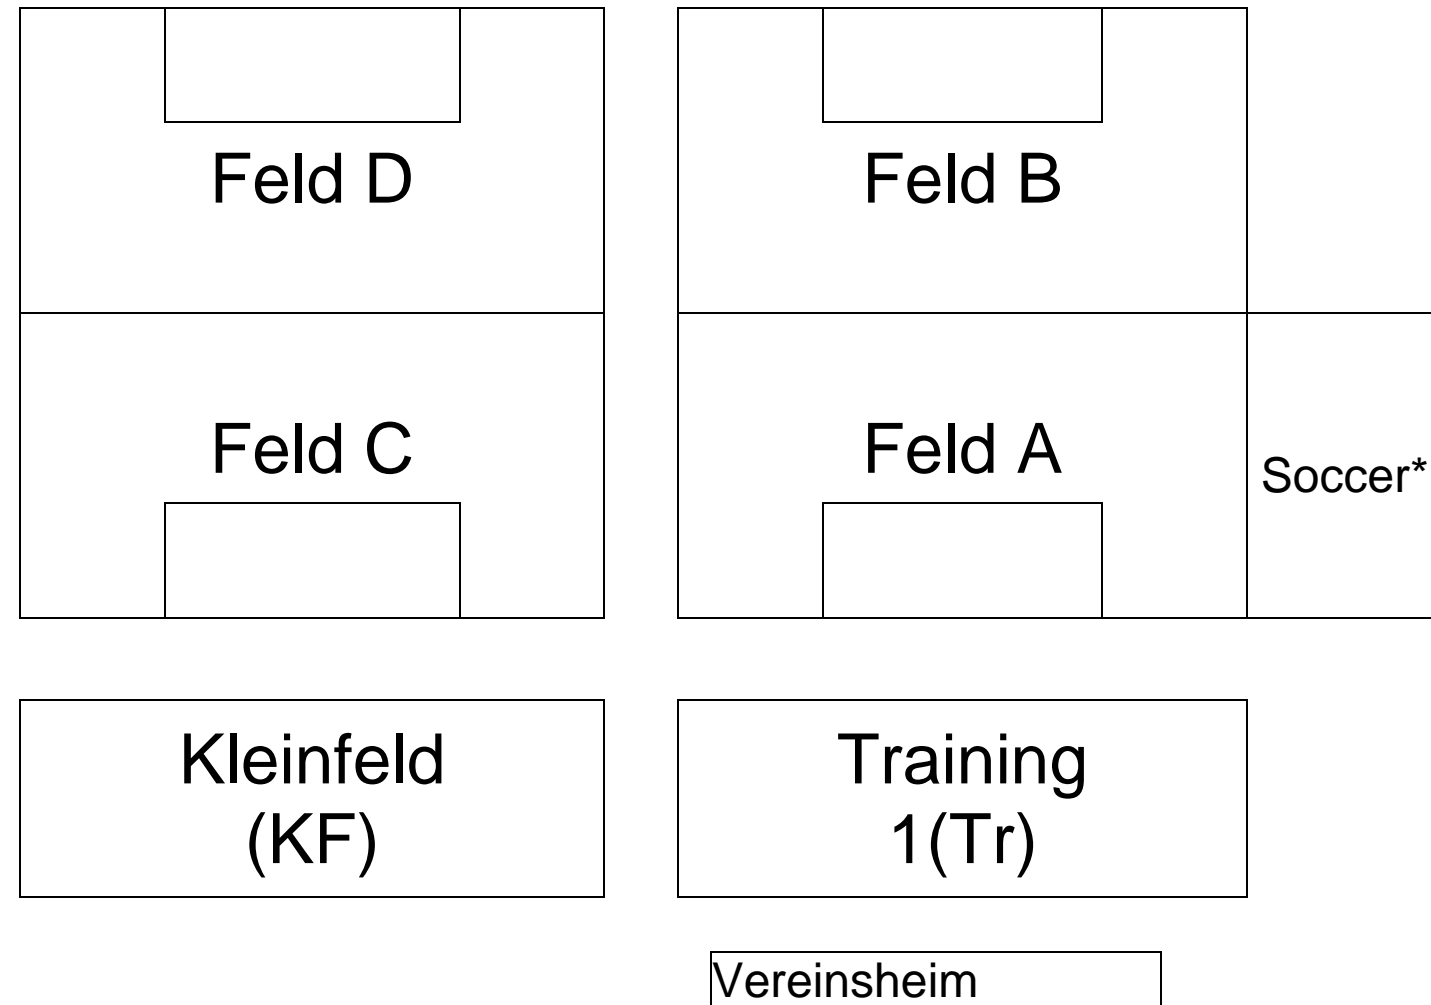 Feld D
Feld B
Feld C
Feld A
Soccer*
Kleinfeld
(KF)
Training
1(Tr)
Vereinsheim